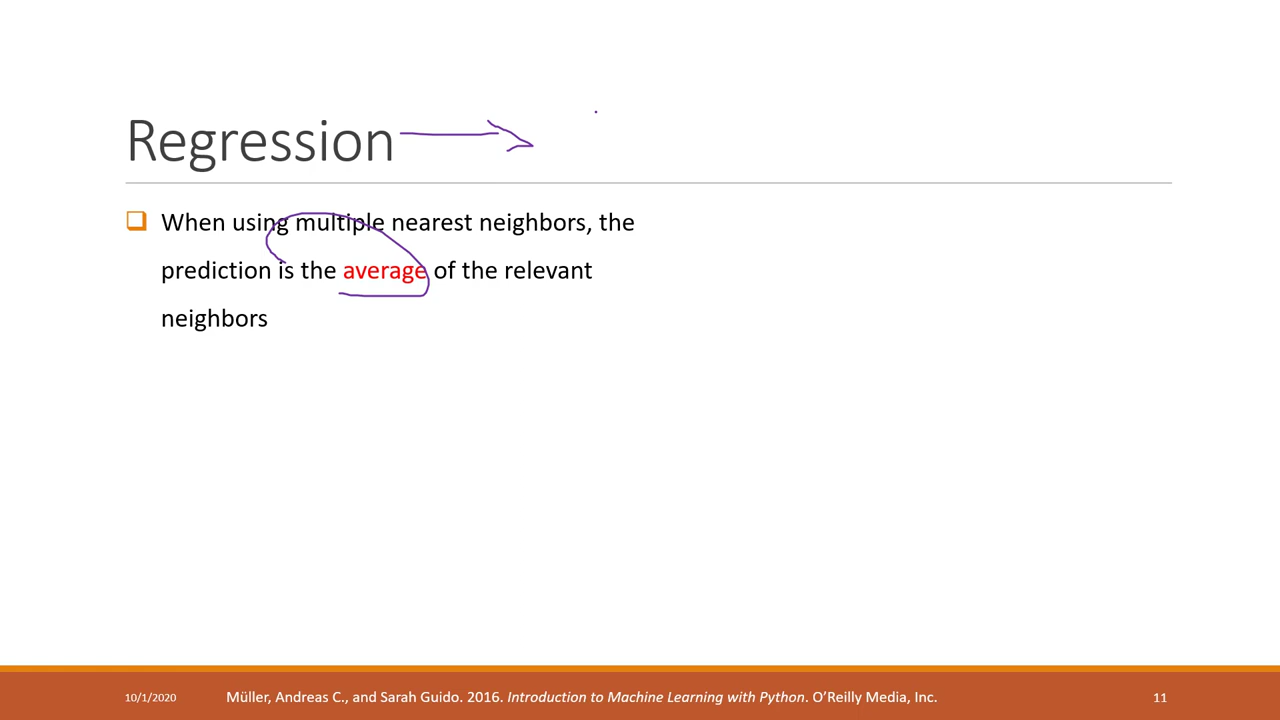 Regression
When using multiple nearest neighbors, the
prediction is the average of the relevant
neighbors
10/1/2020 Müller, Andreas C., and Sarah Guido. 2016. Introduction to Machine Learning with Python. O’Reilly Media, Inc. 11